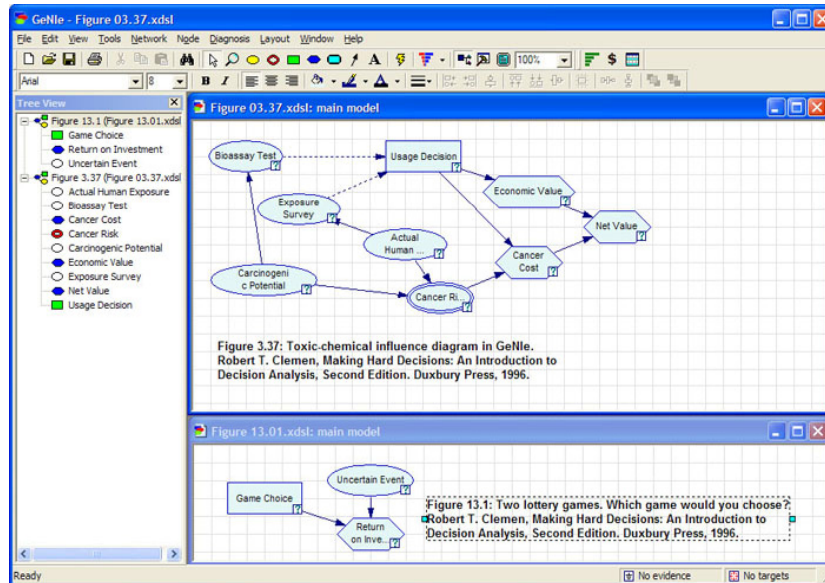 GeNIe - Figure 03.37.xdsl
File Edit View Tools Network Node Diagnosis Layout Window Help
100%
Arial 8 B I
Tree View
Figure 13.1 (Figure 13.01.xdsl
Game Choice
Return on Investment
Uncertain Event
Figure 3.37 (Figure 03.37.xdsl
Actual Human Exposure
Bioassay Test
Cancer Cost
Cancer Risk
Carcinogenic Potential
Economic Value
Exposure Survey
Net Value
Usage Decision
Figure 03.37.xdsl: main model
Bioassay Test
Usage Decision
Economic Value
Exposure
Survey
Net Value
Actual
Human ...
Cancer
Cost
Carcinogeni
c Potential
Cancer Ri...
Figure 3.37: Toxic-chemical influence diagram in GeNIe.
Robert T. Clemen, Making Hard Decisions: An Introduction to
Decision Analysis, Second Edition. Duxbury Press, 1996.
Figure 13.01.xdsl: main model
Uncertain Event
Game Choice
Return
on Inve...
Figure 13.1: Two lottery games. Which game would you choose?
Robert T. Clemen, Making Hard Decisions: An Introduction to
Decision Analysis, Second Edition. Duxbury Press, 1996.
Ready
No evidence
No targets